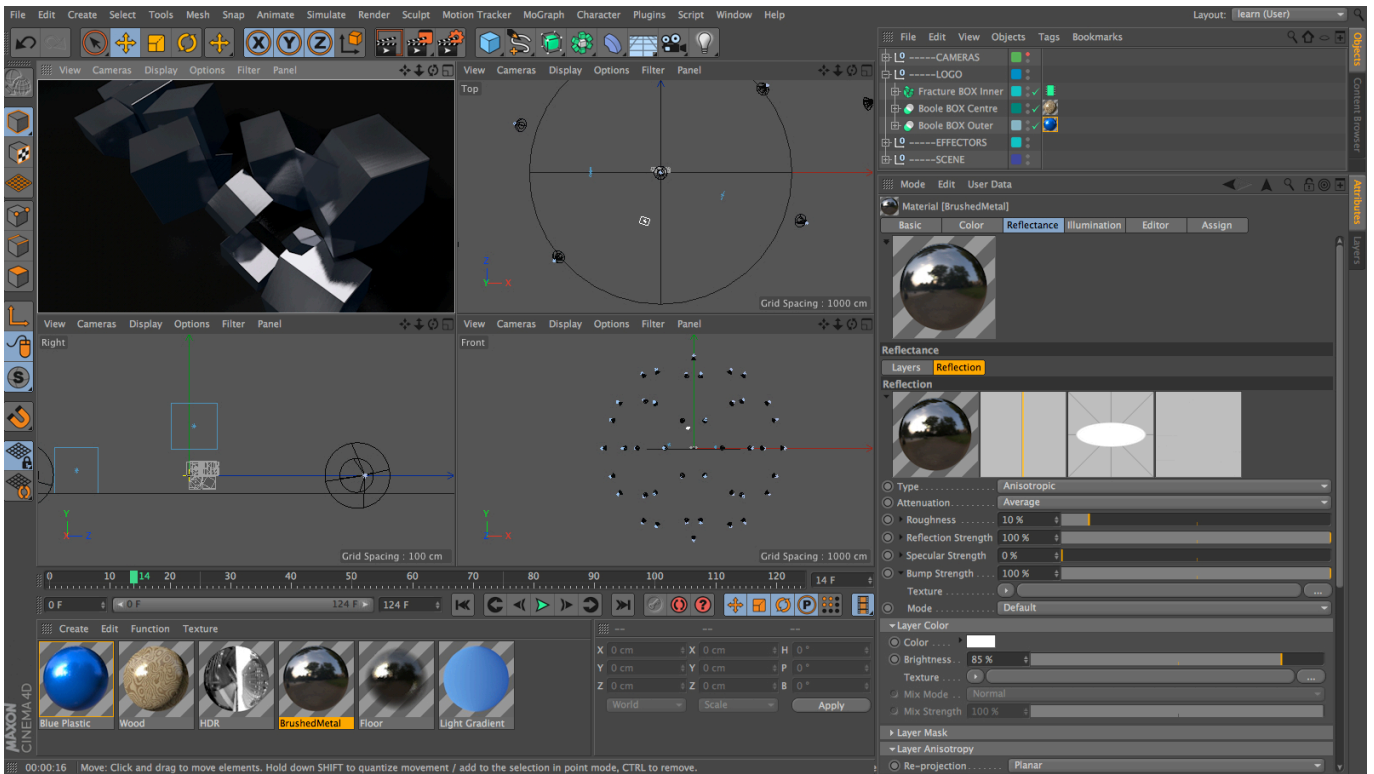 File Edit Create Select Tools Mesh Snap Animate Simulate Render Sculpt Motion Tracker MoGraph Character Plugins Script Window Help Layout: learn (User)
File Edit View Objects Tags Bookmarks
-----CAMERAS
-----LOGO
Fracture BOX Inner
Boole BOX Centre
Boole BOX Outer
-----EFFECTORS
-----SCENE
Objects
Content Browser
View Cameras Display Options Filter Panel
View Cameras Display Options Filter Panel
Top
Z
Y X
Grid Spacing : 1000 cm
View Cameras Display Options Filter Panel
Right
Y
X Z
Grid Spacing : 100 cm
View Cameras Display Options Filter Panel
Front
Y
Z X
Grid Spacing : 1000 cm
Mode Edit User Data
Attributes
Layers
Material [BrushedMetal]
Basic Color Reflectance Illumination Editor Assign
Reflectance
Layers Reflection
Reflection
Type Anisotropic
Attenuation Average
Roughness 10 %
Reflection Strength 100 %
Specular Strength 0 %
Bump Strength 100 %
Texture ...
Mode Default
Layer Color
Color
Brightness 85 %
Texture ...
Mix Mode Normal
Mix Strength 100 %
Layer Mask
Layer Anisotropy
Re-projection Planar
0 10 14 20 30 40 50 60 70 80 90 100 110 120 14 F
0 F 0 F 124 F 124 F
Create Edit Function Texture
Blue Plastic Wood HDR BrushedMetal Floor Light Gradient
-- -- --
X 0 cm X 0 cm H 0 °
Y 0 cm Y 0 cm P 0 °
Z 0 cm Z 0 cm B 0 °
World Scale Apply
MAXON
CINEMA 4D
00:00:16 Move: Click and drag to move elements. Hold down SHIFT to quantize movement / add to the selection in point mode, CTRL to remove.